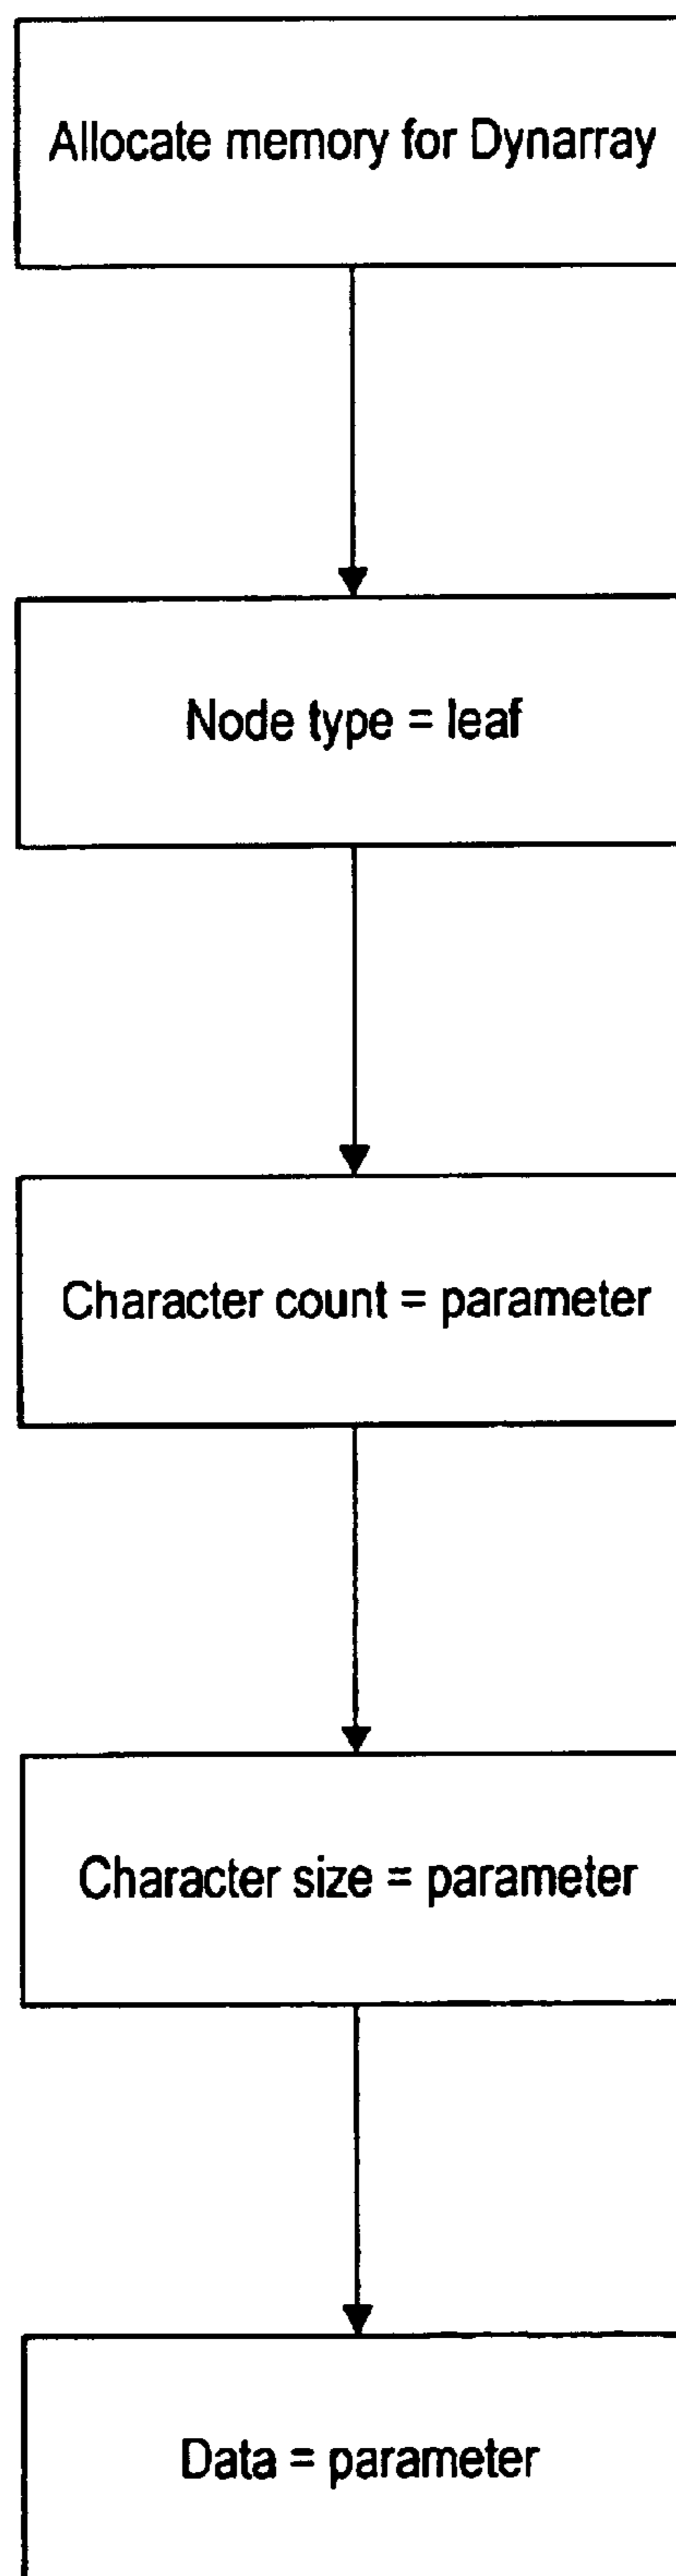 Allocate memory for Dynarray
Node type = leaf
Character count = parameter
Character size = parameter
Data = parameter